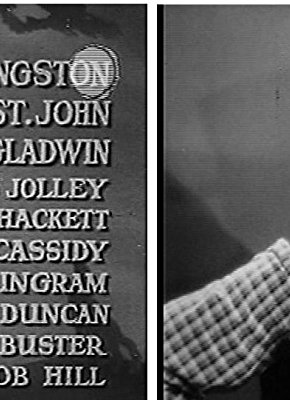 NGSTON
ST. JOHN
GLADWIN
JOLLEY
HACKETT
CASSIDY
INGRAM
DUNCAN
BUSTER
OB HILL